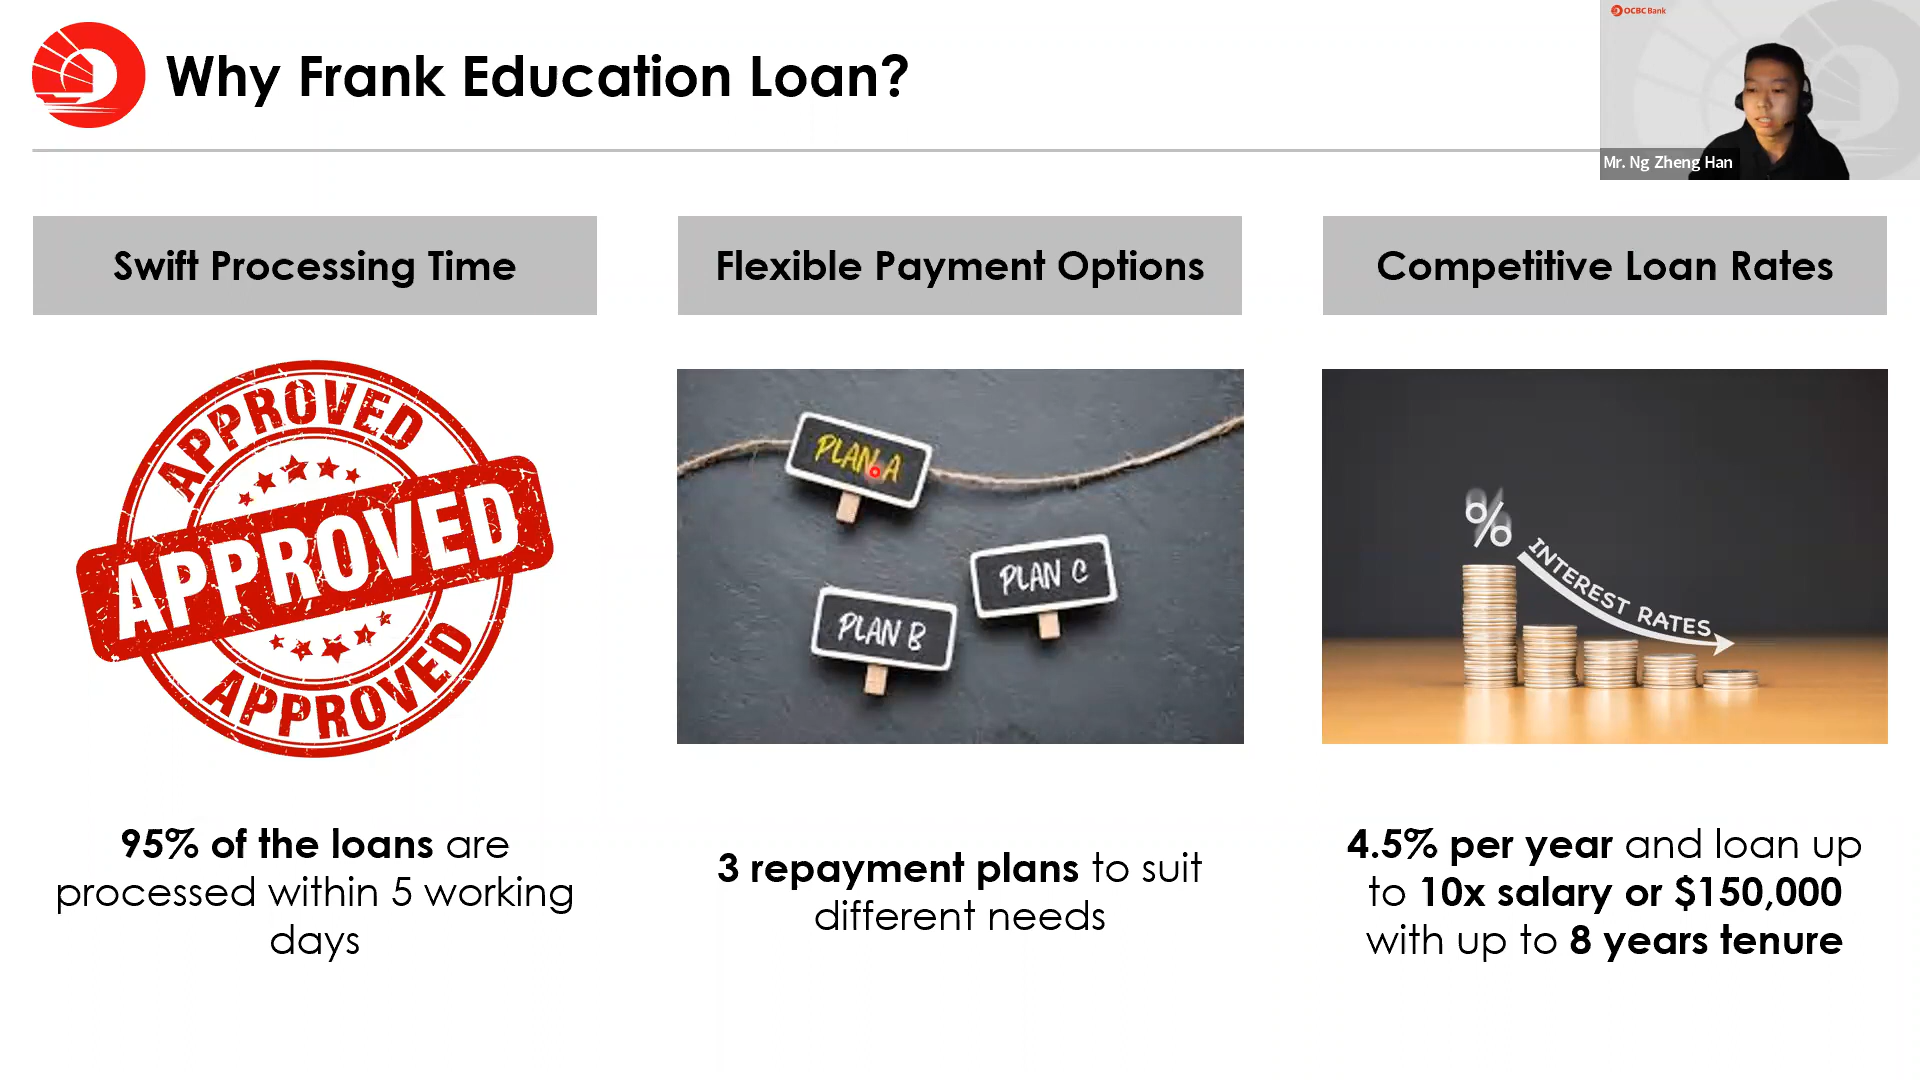 Why Frank Education Loan?
OCBC Bank
Mr. Ng Zheng Han
Swift Processing Time
Flexible Payment Options
Competitive Loan Rates
APPROVED
APPROVED
APPROVED
PLAN A
PLAN C
PLAN B
%
INTEREST RATES
95% of the loans are
processed within 5 working
days
3 repayment plans to suit
different needs
4.5% per year and loan up
to 10x salary or $150,000
with up to 8 years tenure